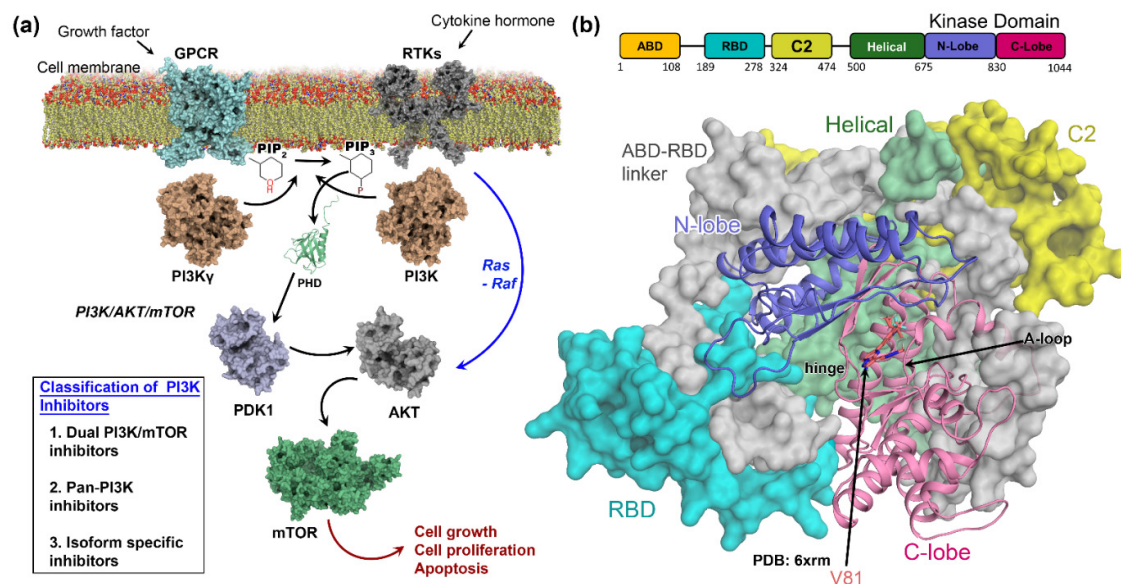 (a)
Growth factor
GPCR
Cell membrane
Cytokine hormone
RTKs
PIP2
PIP3
OH
P
PI3Kγ
PHD
PI3K
Ras
- Raf
PI3K/AKT/mTOR
PDK1
AKT
mTOR
Cell growth
Cell proliferation
Apoptosis
Classification of PI3K
Inhibitors
1. Dual PI3K/mTOR
inhibitors
2. Pan-PI3K
inhibitors
3. Isoform specific
inhibitors
(b)
Kinase Domain
ABD RBD C2 Helical N-Lobe C-Lobe
1 108 189 278 324 474 500 675 830 1044
Helical
C2
ABD-RBD
linker
N-lobe
A-loop
hinge
RBD
C-lobe
PDB: 6xrm
V81